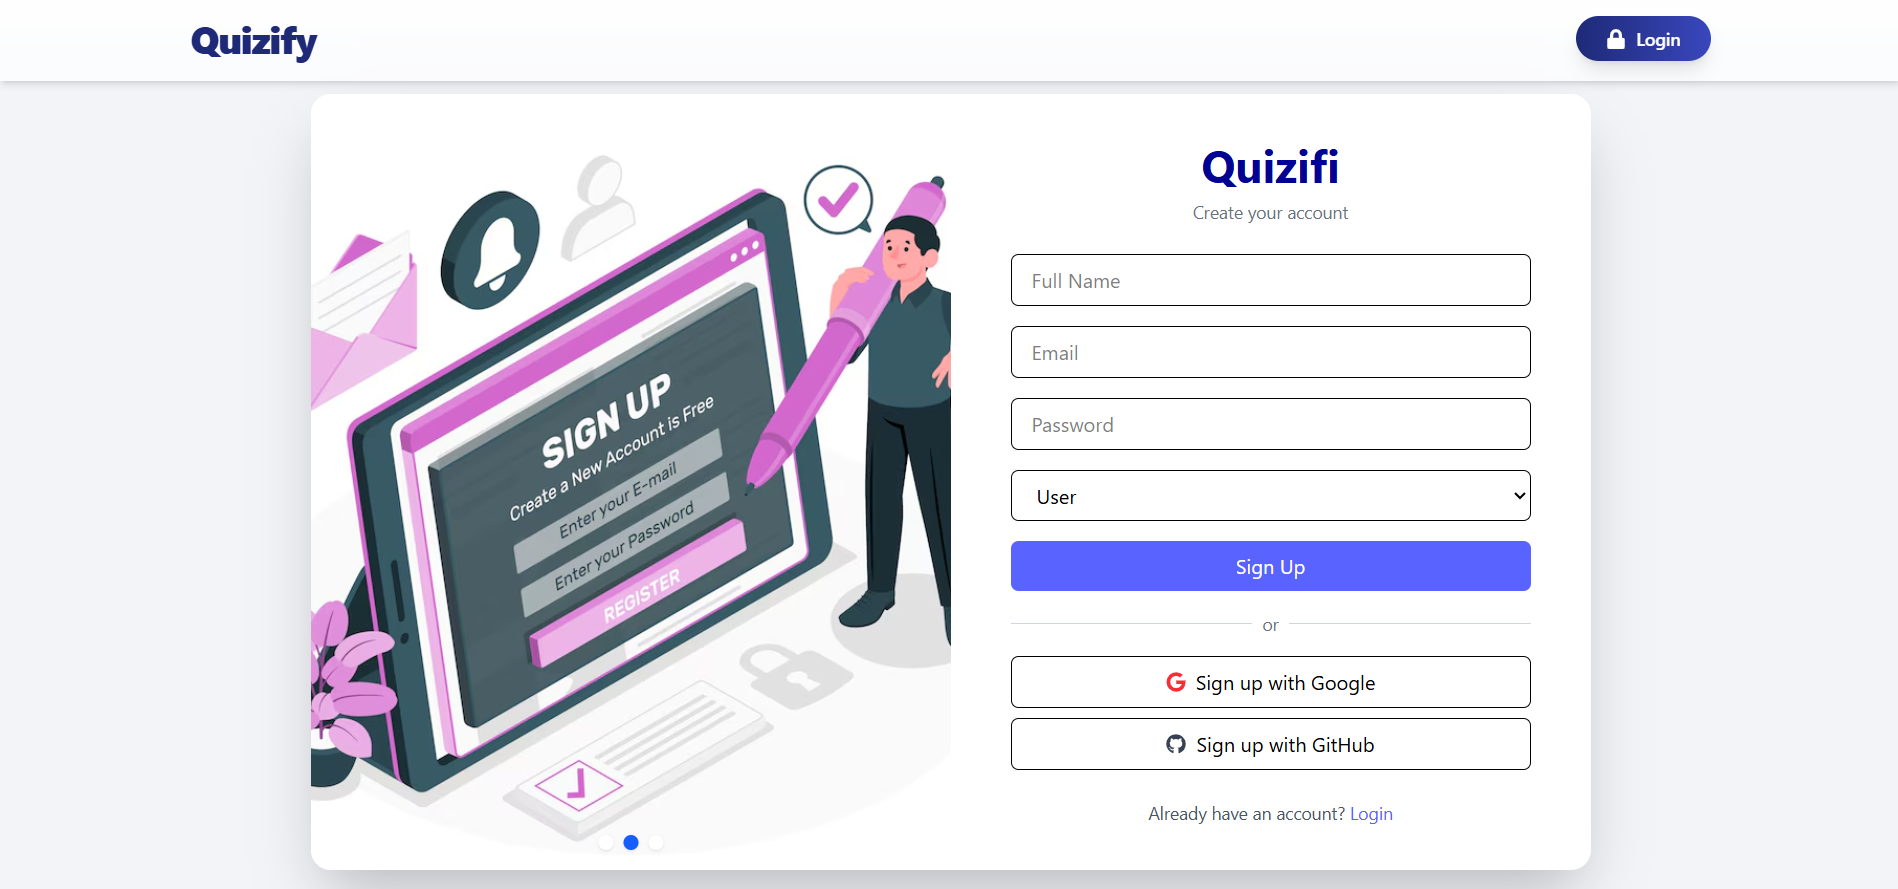 Quizify
Login
SIGN UP
Create a New Account is Free
Enter your E-mail
Enter your Password
REGISTER
Quizifi
Create your account
Full Name
Email
Password
User
Sign Up
or
Sign up with Google
Sign up with GitHub
Already have an account? Login